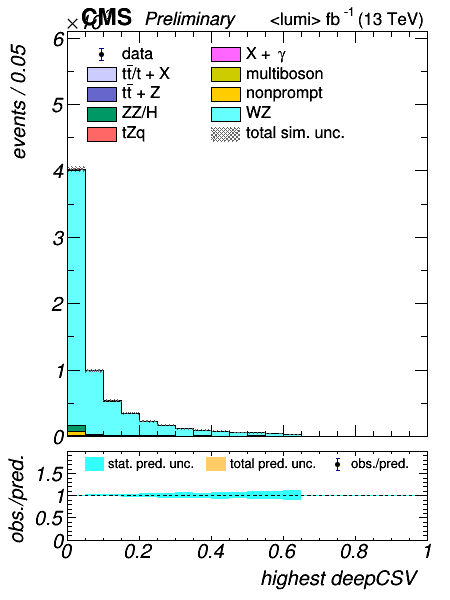 CMS Preliminary <lumi> fb⁻¹ (13 TeV)
6
5
4
3
2
1
0
events / 0.05
data
tt̄/t + X
tt̄ + Z
ZZ/H
tZ̄q
X + γ
multiboson
nonprompt
WZ
total sim. unc.
stat. pred. unc. total pred. unc. obs./pred.
1.5
1
0.5
0
obs./pred.
0 0.2 0.4 0.6 0.8 1
highest deepCSV